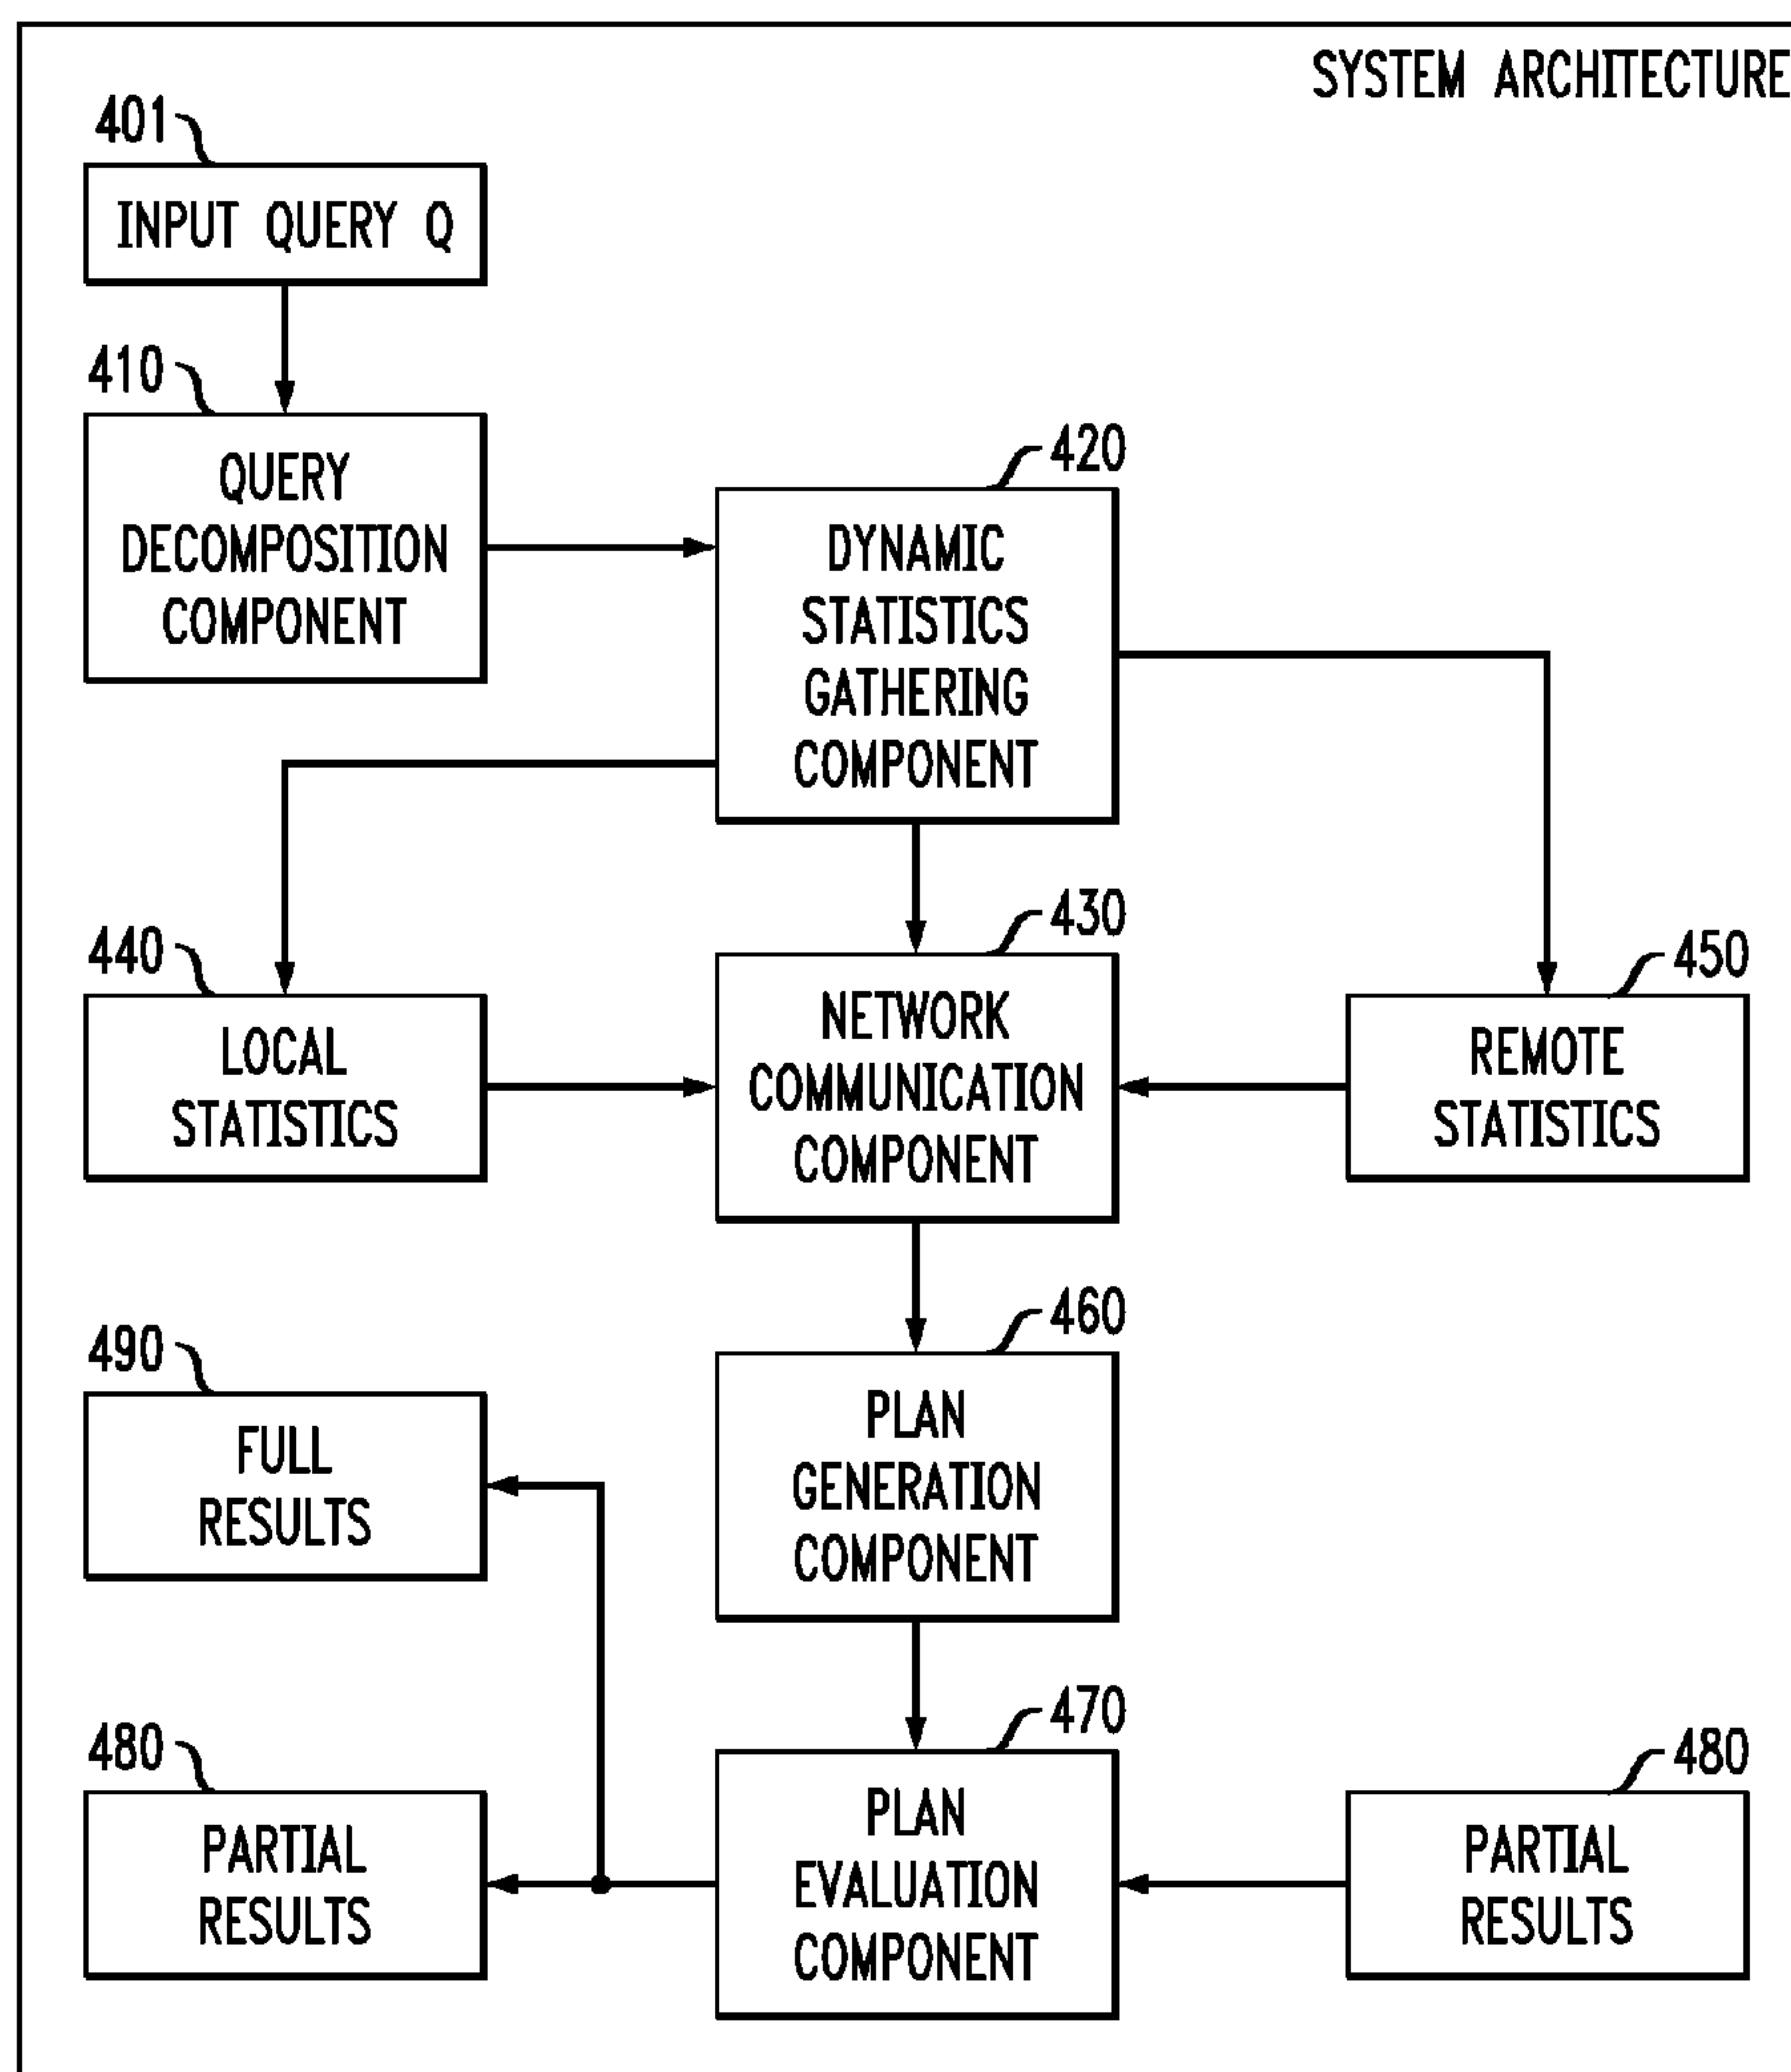 SYSTEM ARCHITECTURE
401
INPUT QUERY Q
410
QUERY
DECOMPOSITION
COMPONENT
420
DYNAMIC
STATISTICS
GATHERING
COMPONENT
430
NETWORK
COMMUNICATION
COMPONENT
440
LOCAL
STATISTICS
450
REMOTE
STATISTICS
460
PLAN
GENERATION
COMPONENT
490
FULL
RESULTS
470
PLAN
EVALUATION
COMPONENT
480
PARTIAL
RESULTS
480
PARTIAL
RESULTS